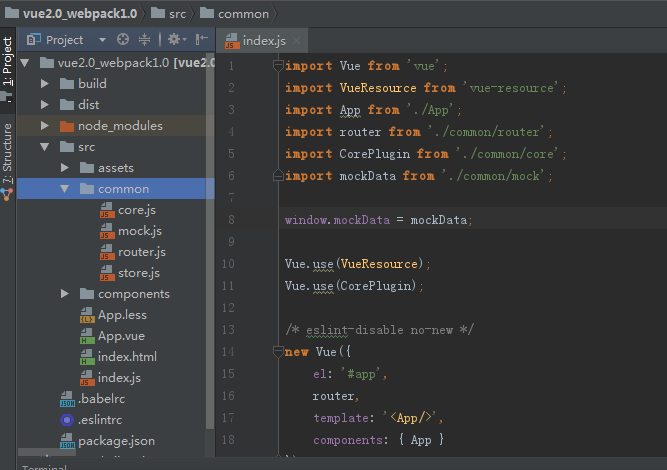 vue2.0_webpack1.0 src common
1: Project
7: Structure
Project
vue2.0_webpack1.0 [vue2.
build
dist
node_modules
src
assets
common
core.js
mock.js
router.js
store.js
components
App.less
App.vue
index.html
index.js
.babelrc
.eslintrc
package.json
Terminal
index.js
1 import Vue from 'vue';
2 import VueResource from 'vue-resource';
3 import App from './App';
4 import router from './common/router';
5 import CorePlugin from './common/core';
6 import mockData from './common/mock';
7
8 window.mockData = mockData;
9
10 Vue.use(VueResource);
11 Vue.use(CorePlugin);
12
13 /* eslint-disable no-new */
14 new Vue({
15 el: '#app',
16 router,
17 template: '<App/>',
18 components: { App }